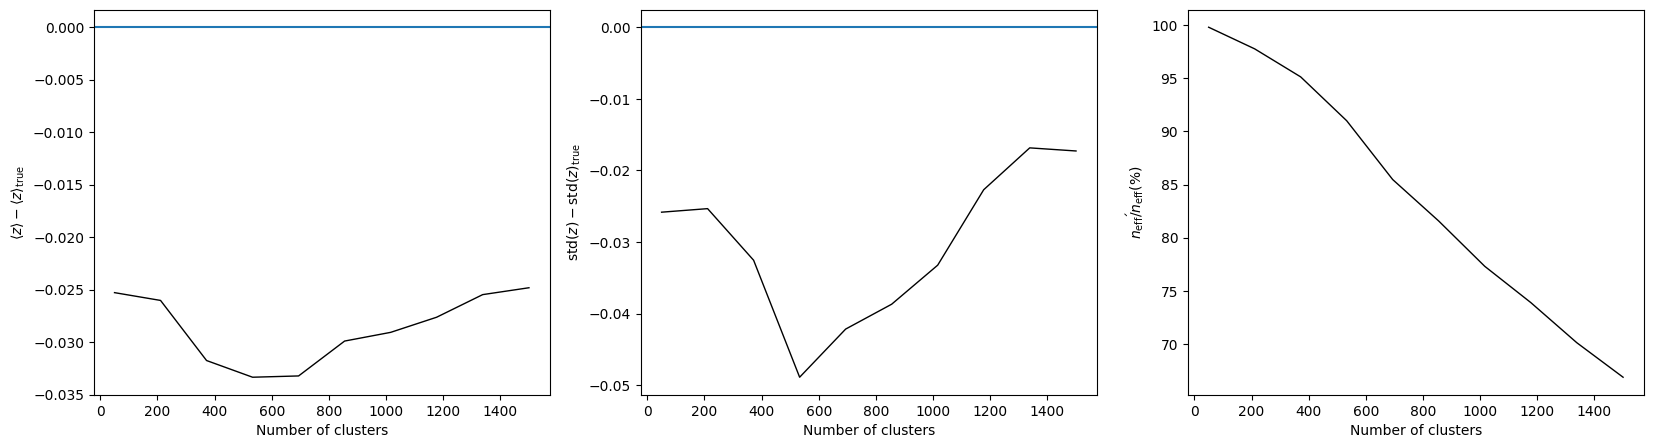 0.000
−0.005
−0.010
−0.015
−0.020
−0.025
−0.030
−0.035
⟨z⟩ − ⟨z⟩true
0 200 400 600 800 1000 1200 1400
Number of clusters
0.00
−0.01
−0.02
−0.03
−0.04
−0.05
std(z) − std(z)true
0 200 400 600 800 1000 1200 1400
Number of clusters
100
95
90
85
80
75
70
n′eff/neff(%)
0 200 400 600 800 1000 1200 1400
Number of clusters